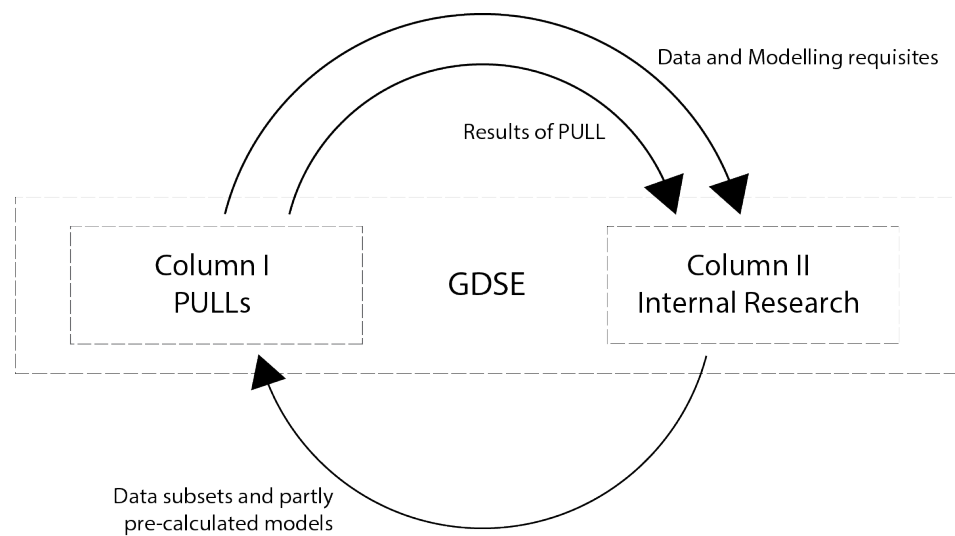 Data and Modelling requisites
Results of PULL
Column I
PULLs
GDSE
Column II
Internal Research
Data subsets and partly
pre-calculated models